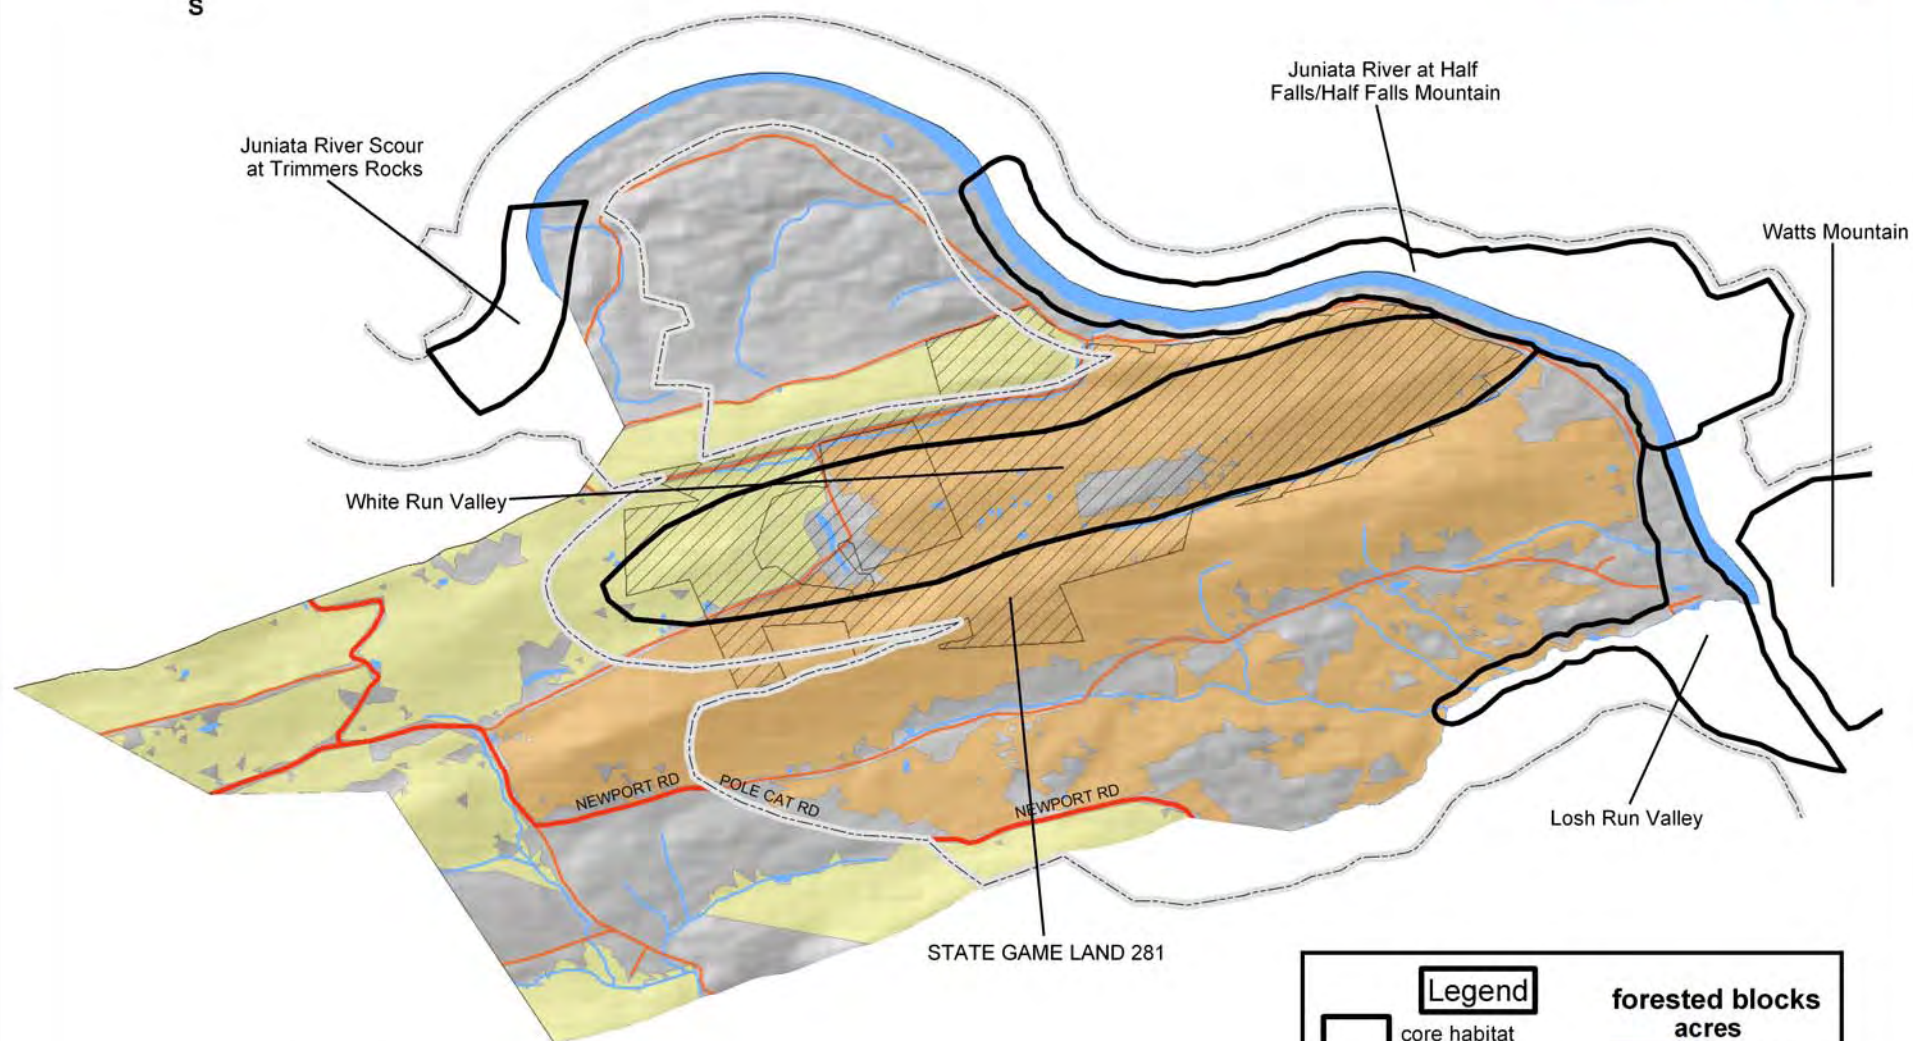 S
Juniata River at Half
Falls/Half Falls Mountain
Juniata River Scour
at Trimmers Rocks
Watts Mountain
White Run Valley
NEWPORT RD
POLE CAT RD
NEWPORT RD
Losh Run Valley
STATE GAME LAND 281
Legend
forested blocks
acres
core habitat